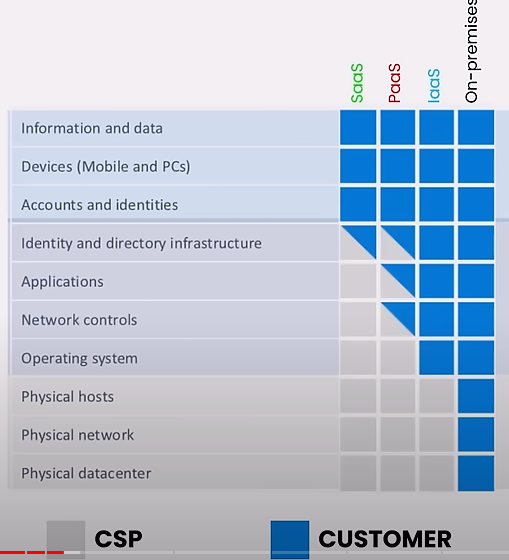 SaaS
PaaS
IaaS
On-premises
Information and data
Devices (Mobile and PCs)
Accounts and identities
Identity and directory infrastructure
Applications
Network controls
Operating system
Physical hosts
Physical network
Physical datacenter
CSP
CUSTOMER